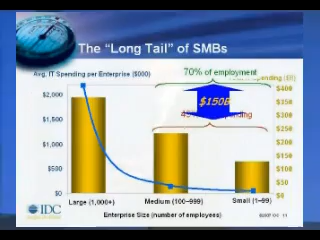 The "Long Tail" of SMBs
Avg. IT Spending per Enterprise ($000)
70% of employment
$150B
$2,000
$1,500
$1,000
$500
$0
$400
$350
$300
$250
$200
$150
$100
$50
$0
Large (1,000+)
Medium (100–999)
Small (1–99)
Enterprise Size (number of employees)
IDC